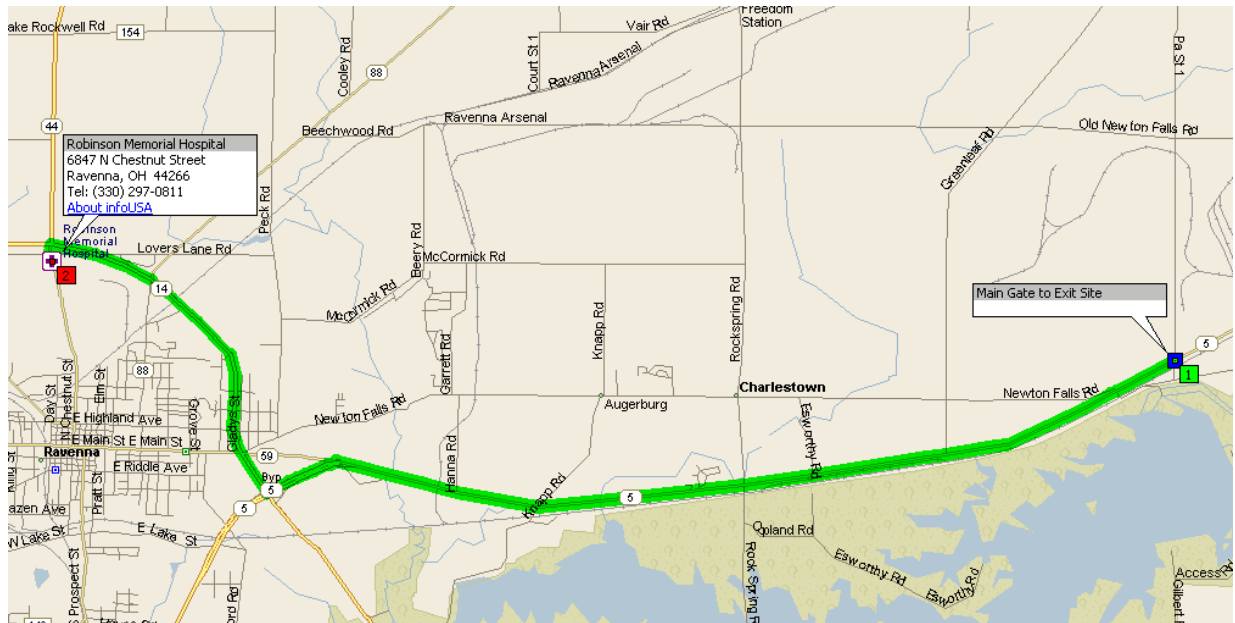 ake Rockwell Rd
154
Vair Rd
Freedom
Station
Court St 1
Cooley Rd
88
Ravenna Arsenal
Pa St 1
44
Beechwood Rd
Ravenna Arsenal
Old Newton Falls Rd
Greenleaf Rd
Robinson Memorial Hospital
6847 N Chestnut Street
Ravenna, OH 44266
Tel: (330) 297-0811
About infoUSA
Peck Rd
Robinson
Memorial
Hospital
Lovers Lane Rd
Beery Rd
McCormick Rd
2
14
McCormick Rd
Rockspring Rd
Knapp Rd
Main Gate to Exit Site
5
1
Garrett Rd
88
Day St
N Chestnut St
Elm St
Grove St
Gladys St
Charlestown
Newton Falls Rd
Augerburg
Newton Falls Rd
E Highland Ave
E Main St
E Main St
59
Ravenna
E Riddle Ave
Hanna Rd
Esworthy Rd
Byp
5
5
5
King St
Pratt St
Knapp Rd
azen Ave
W Lake St
E Lake St
Copland Rd
Esworthy Rd
Esworthy Rd
Rock Spring R
Access Rd
Gilbert R
S Prospect St
ord Rd